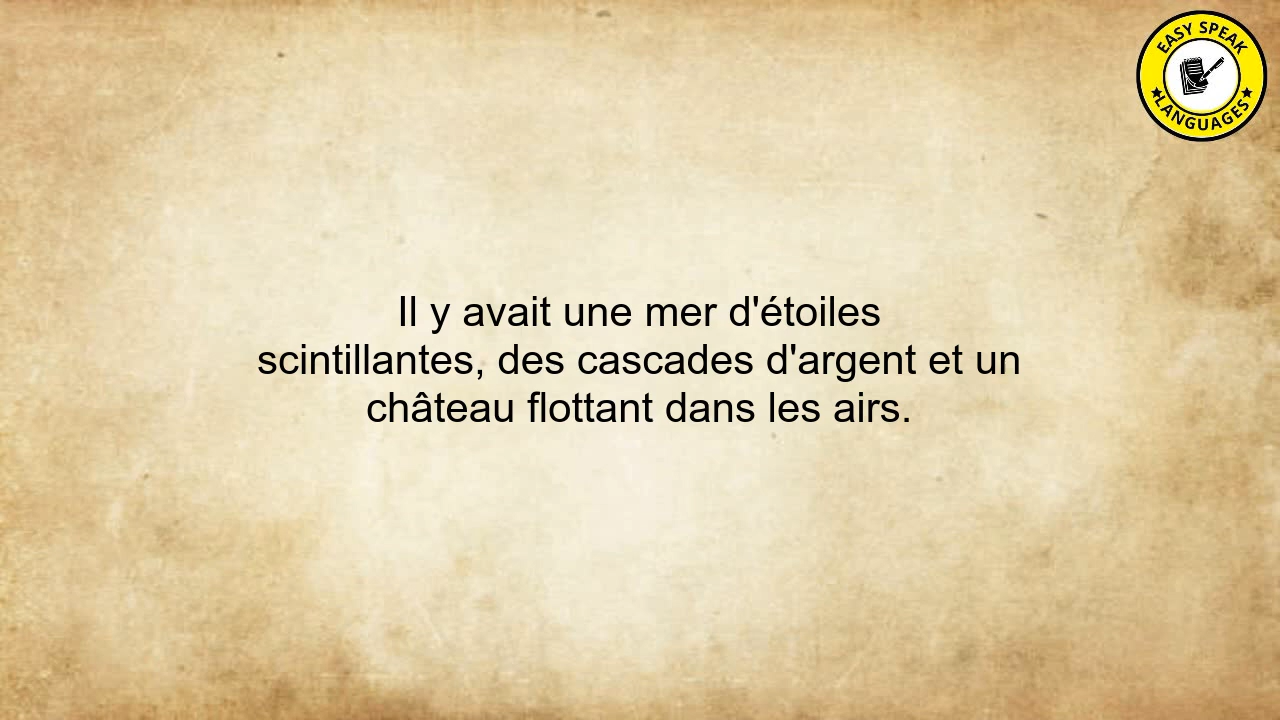 EASY SPEAK
LANGUAGES
Il y avait une mer d'étoiles
scintillantes, des cascades d'argent et un
château flottant dans les airs.